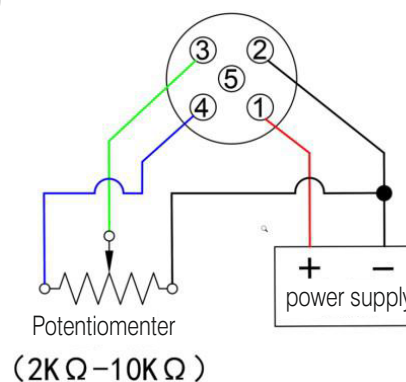 3 2
5
4 1
+ −
power supply
Potentiomenter
(2KΩ-10KΩ)